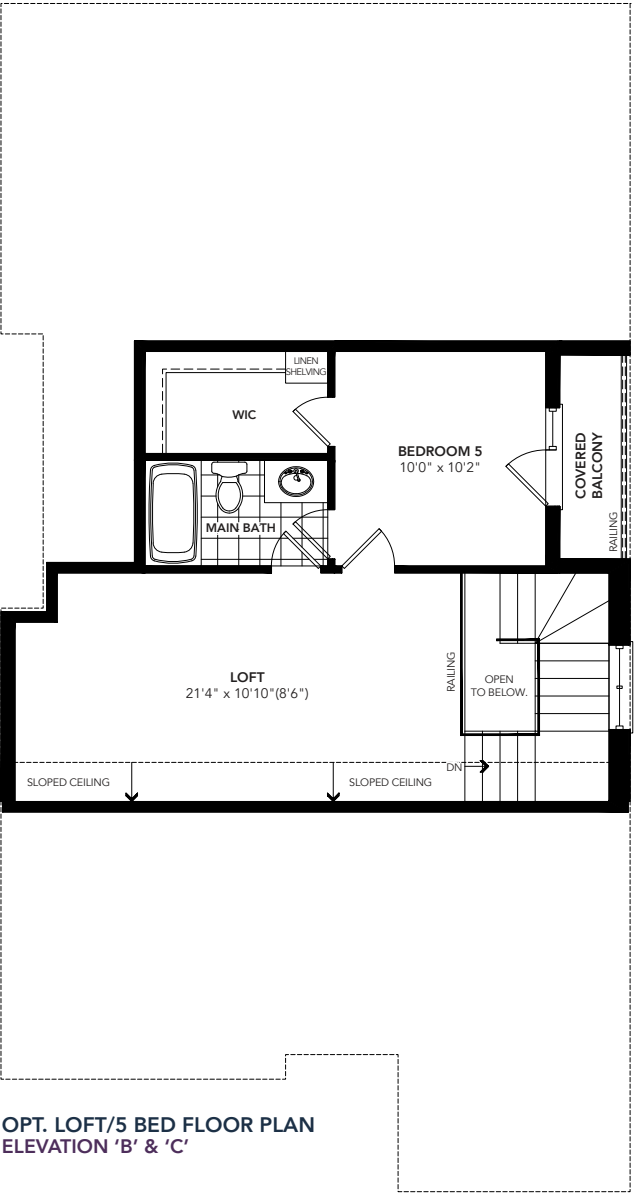 LINEN
SHELVING
WIC
BEDROOM 5
10'0" x 10'2"
COVERED
BALCONY
RAILING
MAIN BATH
LOFT
21'4" x 10'10"(8'6")
RAILING
OPEN
TO BELOW.
DN
SLOPED CEILING
SLOPED CEILING
OPT. LOFT/5 BED FLOOR PLAN
ELEVATION ‘B’ & ‘C’